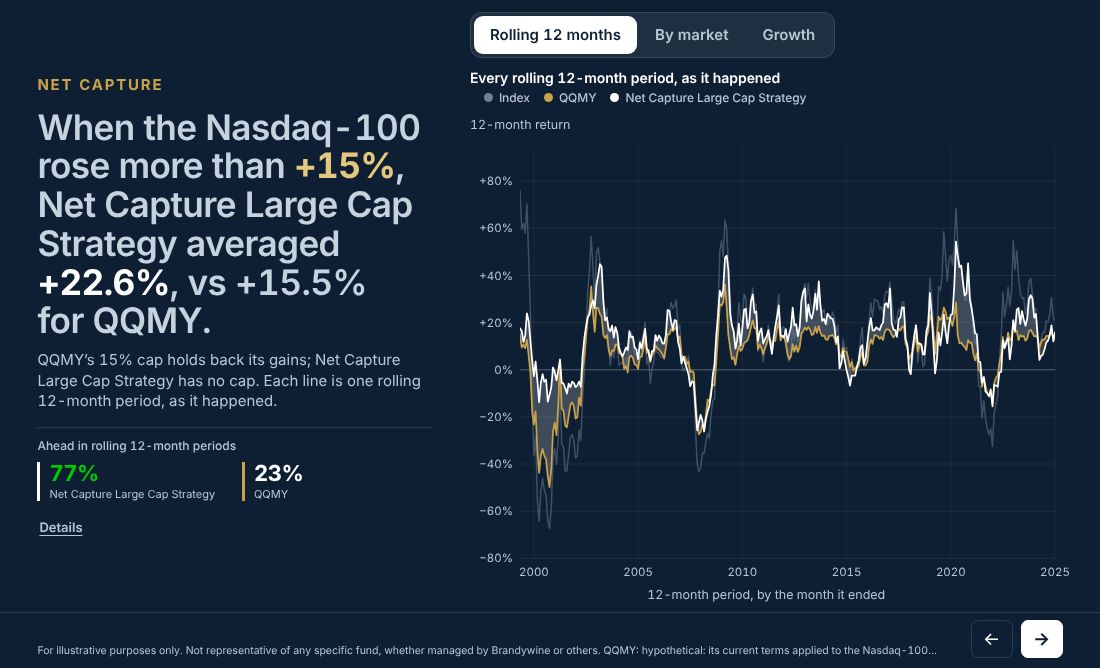 Rolling 12 months
By market
Growth
NET CAPTURE
When the Nasdaq-100
rose more than +15%,
Net Capture Large Cap
Strategy averaged
+22.6%, vs +15.5%
for QQMY.
QQMY’s 15% cap holds back its gains; Net Capture
Large Cap Strategy has no cap. Each line is one rolling
12-month period, as it happened.
Ahead in rolling 12-month periods
77%
Net Capture Large Cap Strategy
23%
QQMY
Details
Every rolling 12-month period, as it happened
Index
QQMY
Net Capture Large Cap Strategy
12-month return
+80%
+60%
+40%
+20%
0%
−20%
−40%
−60%
−80%
2000
2005
2010
2015
2020
2025
12-month period, by the month it ended
For illustrative purposes only. Not representative of any specific fund, whether managed by Brandywine or others. QQMY: hypothetical: its current terms applied to the Nasdaq-100...